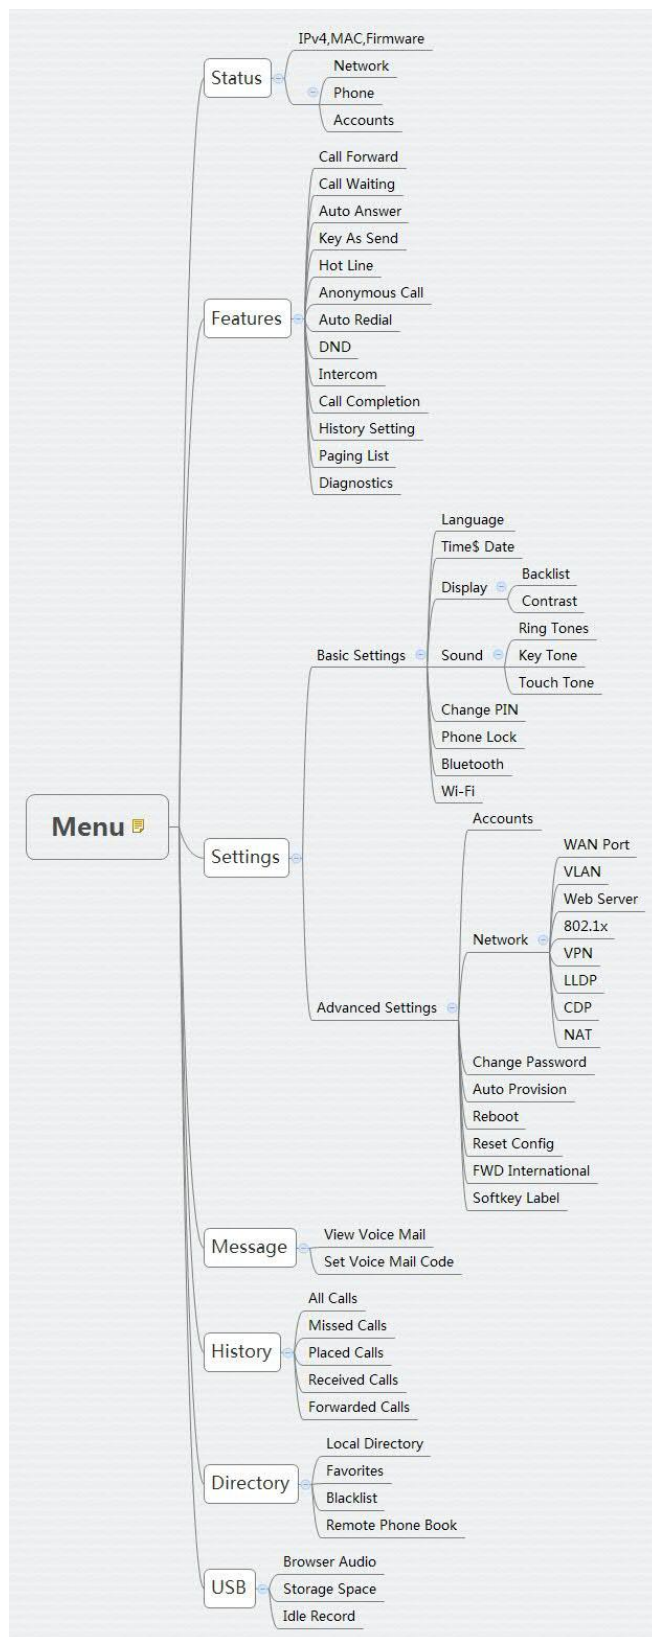 Menu
Status
IPv4,MAC,Firmware
Network
Phone
Accounts
Features
Call Forward
Call Waiting
Auto Answer
Key As Send
Hot Line
Anonymous Call
Auto Redial
DND
Intercom
Call Completion
History Setting
Paging List
Diagnostics
Settings
Basic Settings
Language
Time$ Date
Display
Backlist
Contrast
Sound
Ring Tones
Key Tone
Touch Tone
Change PIN
Phone Lock
Bluetooth
Wi-Fi
Advanced Settings
Accounts
Network
WAN Port
VLAN
Web Server
802.1x
VPN
LLDP
CDP
NAT
Change Password
Auto Provision
Reboot
Reset Config
FWD International
Softkey Label
Message
View Voice Mail
Set Voice Mail Code
History
All Calls
Missed Calls
Placed Calls
Received Calls
Forwarded Calls
Directory
Local Directory
Favorites
Blacklist
Remote Phone Book
USB
Browser Audio
Storage Space
Idle Record